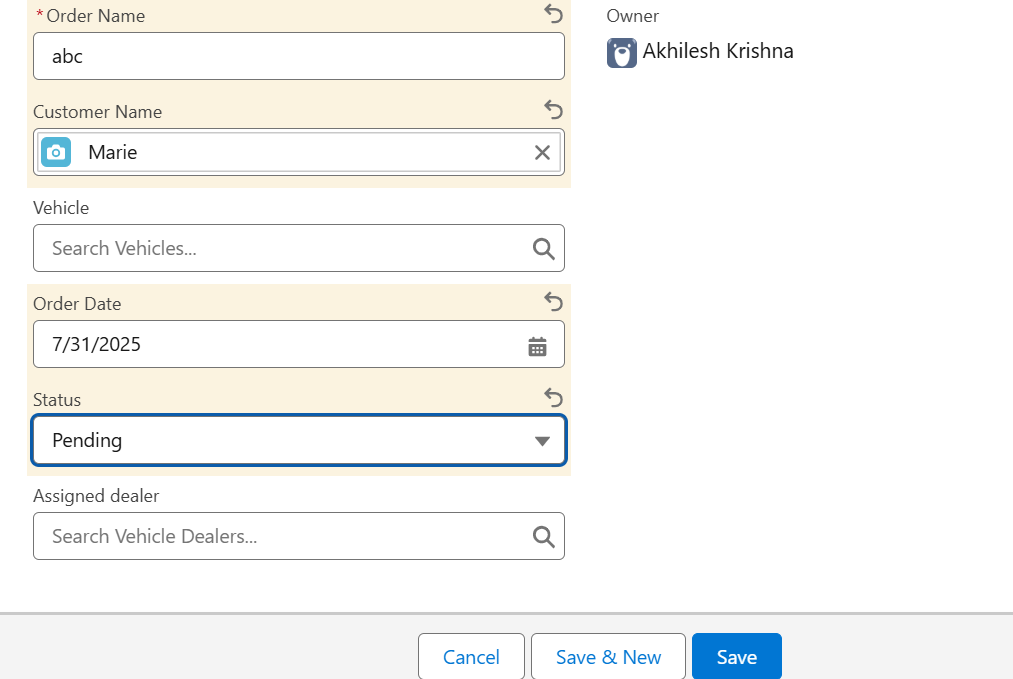 *Order Name
abc
Customer Name
Marie
Vehicle
Search Vehicles...
Order Date
7/31/2025
Status
Pending
Assigned dealer
Search Vehicle Dealers...
Owner
Akhilesh Krishna
Cancel
Save & New
Save